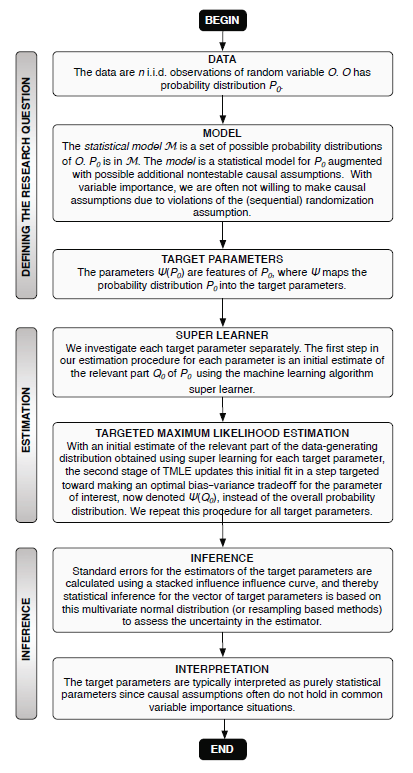 BEGIN
DEFINING THE RESEARCH QUESTION
DATA
The data are n i.i.d. observations of random variable O. O has
probability distribution P₀.
MODEL
The statistical model ℳ is a set of possible probability distributions
of O. P₀ is in ℳ. The model is a statistical model for P₀ augmented
with possible additional nontestable causal assumptions. With
variable importance, we are often not willing to make causal
assumptions due to violations of the (sequential) randomization
assumption.
TARGET PARAMETERS
The parameters Ψ(P₀) are features of P₀, where Ψ maps the
probability distribution P₀ into the target parameters.
ESTIMATION
SUPER LEARNER
We investigate each target parameter separately. The first step in
our estimation procedure for each parameter is an initial estimate of
the relevant part Q₀ of P₀ using the machine learning algorithm
super learner.
TARGETED MAXIMUM LIKELIHOOD ESTIMATION
With an initial estimate of the relevant part of the data-generating
distribution obtained using super learning for each target parameter,
the second stage of TMLE updates this initial fit in a step targeted
toward making an optimal bias–variance tradeoff for the parameter
of interest, now denoted Ψ(Q₀), instead of the overall probability
distribution. We repeat this procedure for all target parameters.
INFERENCE
INFERENCE
Standard errors for the estimators of the target parameters are
calculated using a stacked influence influence curve, and thereby
statistical inference for the vector of target parameters is based on
this multivariate normal distribution (or resampling based methods)
to assess the uncertainty in the estimator.
INTERPRETATION
The target parameters are typically interpreted as purely statistical
parameters since causal assumptions often do not hold in common
variable importance situations.
END